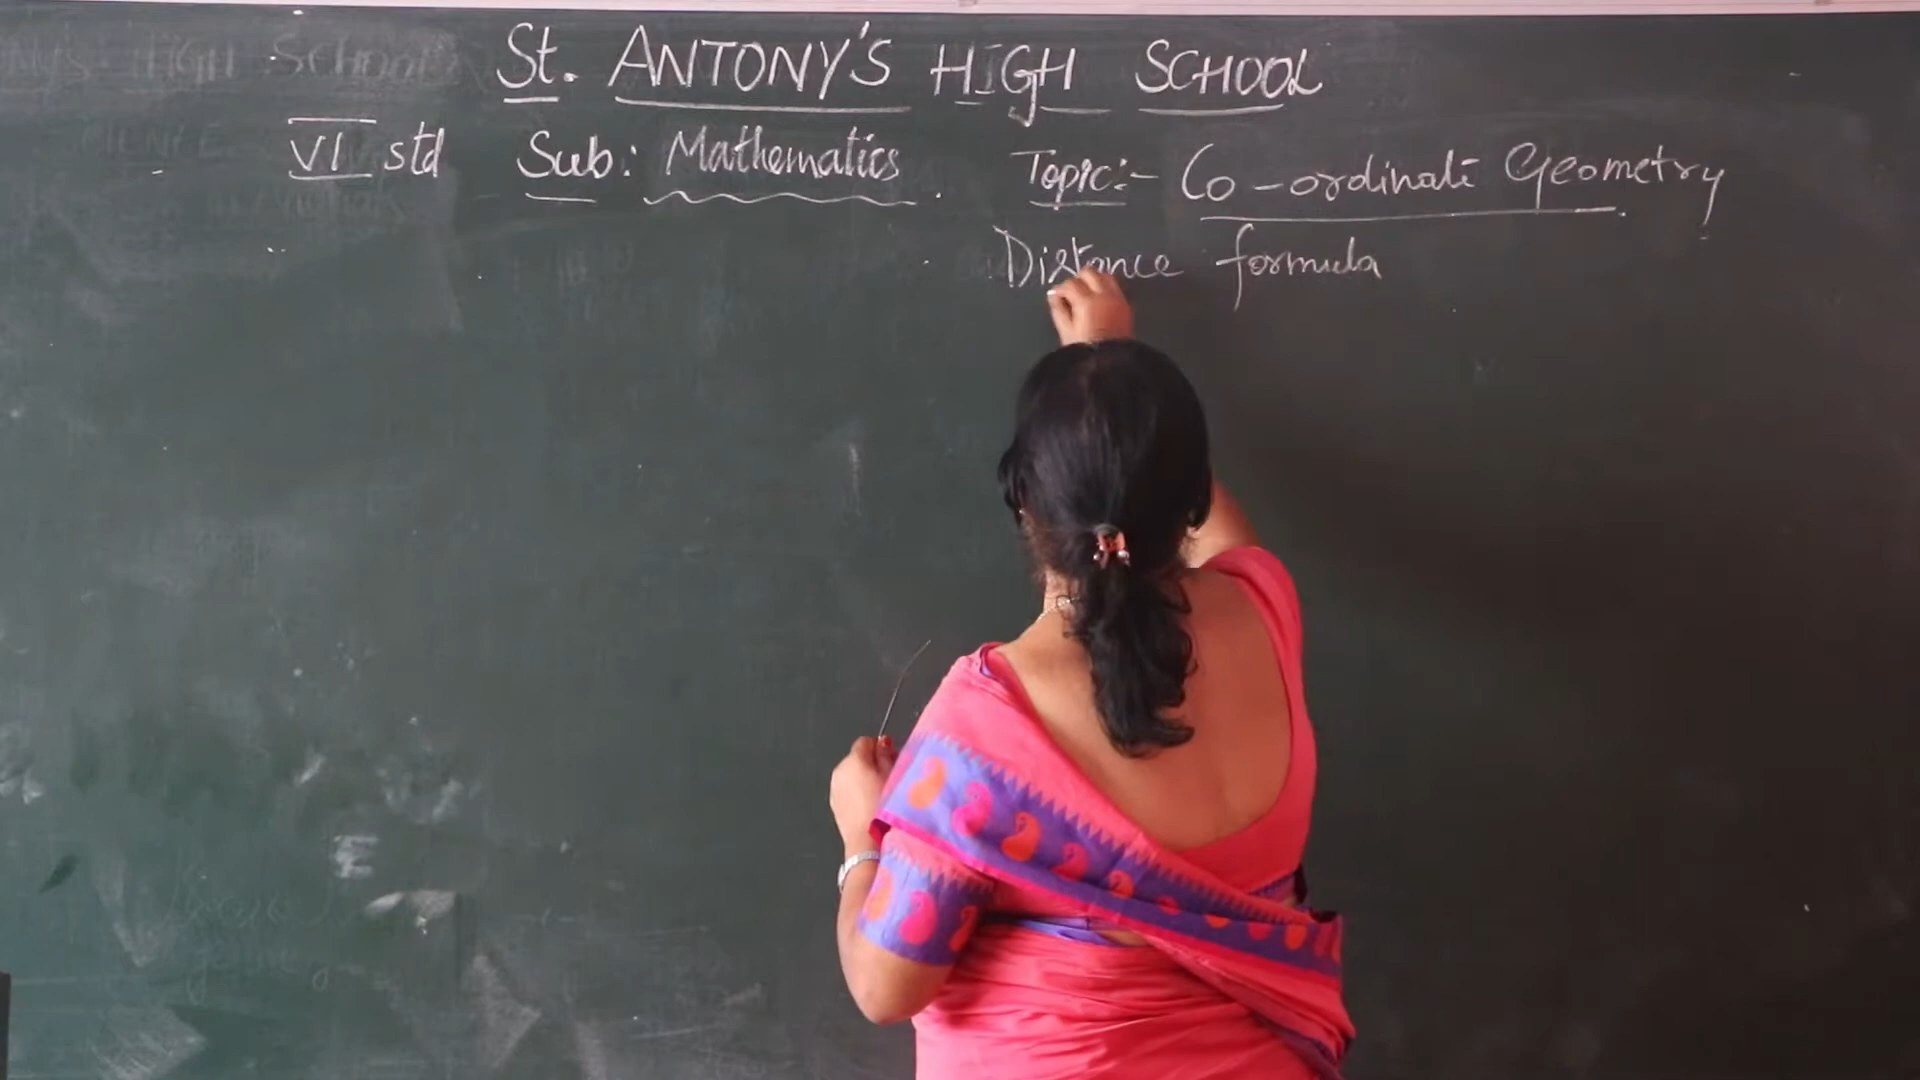 St. ANTONY'S HIGH SCHOOL
VI std Sub: Mathematics. Topic:- Co-ordinate Geometry
Distance formula